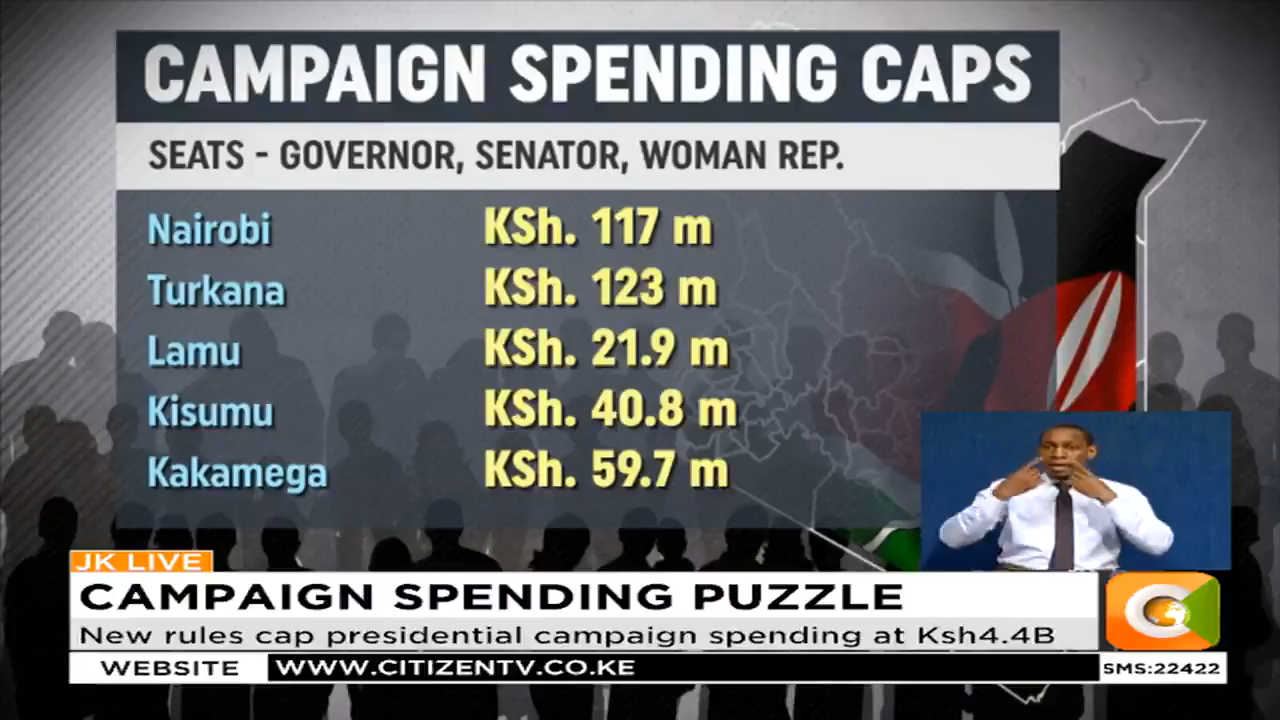 CAMPAIGN SPENDING CAPS
SEATS - GOVERNOR, SENATOR, WOMAN REP.
Nairobi KSh. 117 m
Turkana KSh. 123 m
Lamu KSh. 21.9 m
Kisumu KSh. 40.8 m
Kakamega KSh. 59.7 m
JK LIVE
CAMPAIGN SPENDING PUZZLE
New rules cap presidential campaign spending at Ksh4.4B
WEBSITE WWW.CITIZENTV.CO.KE SMS:22422